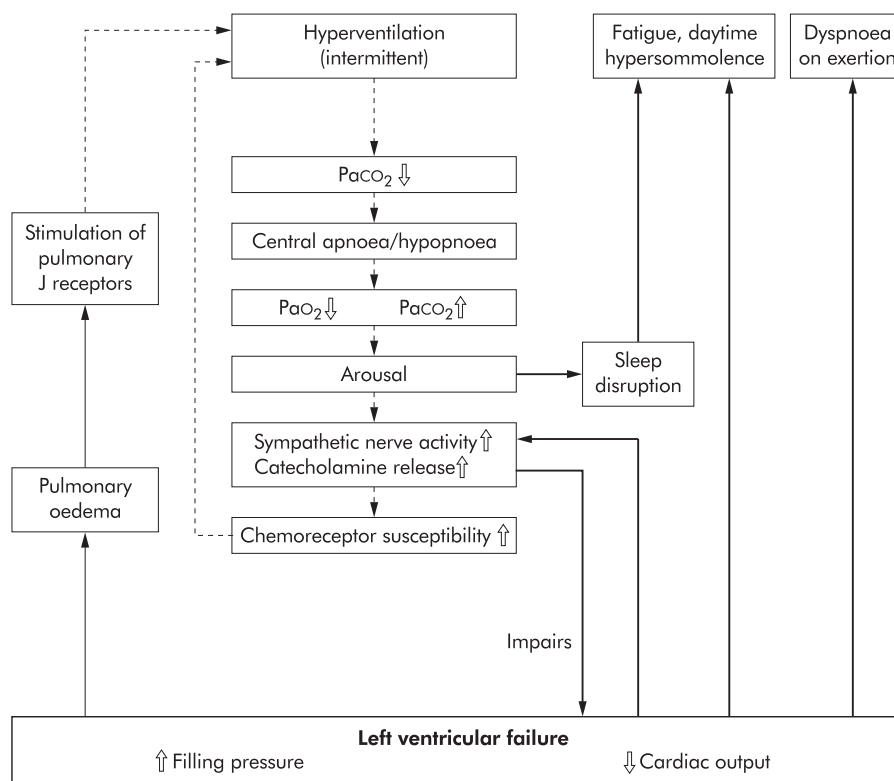 Hyperventilation
(intermittent)
Fatigue, daytime
hypersommolence
Dyspnoea
on exertion
PaCO₂ ⇩
Stimulation of
pulmonary
J receptors
Central apnoea/hypopnoea
PaO₂⇩ PaCO₂⇧
Arousal
Sleep
disruption
Sympathetic nerve activity ⇧
Catecholamine release⇧
Pulmonary
oedema
Chemoreceptor susceptibility ⇧
Impairs
Left ventricular failure
⇧ Filling pressure
⇩ Cardiac output